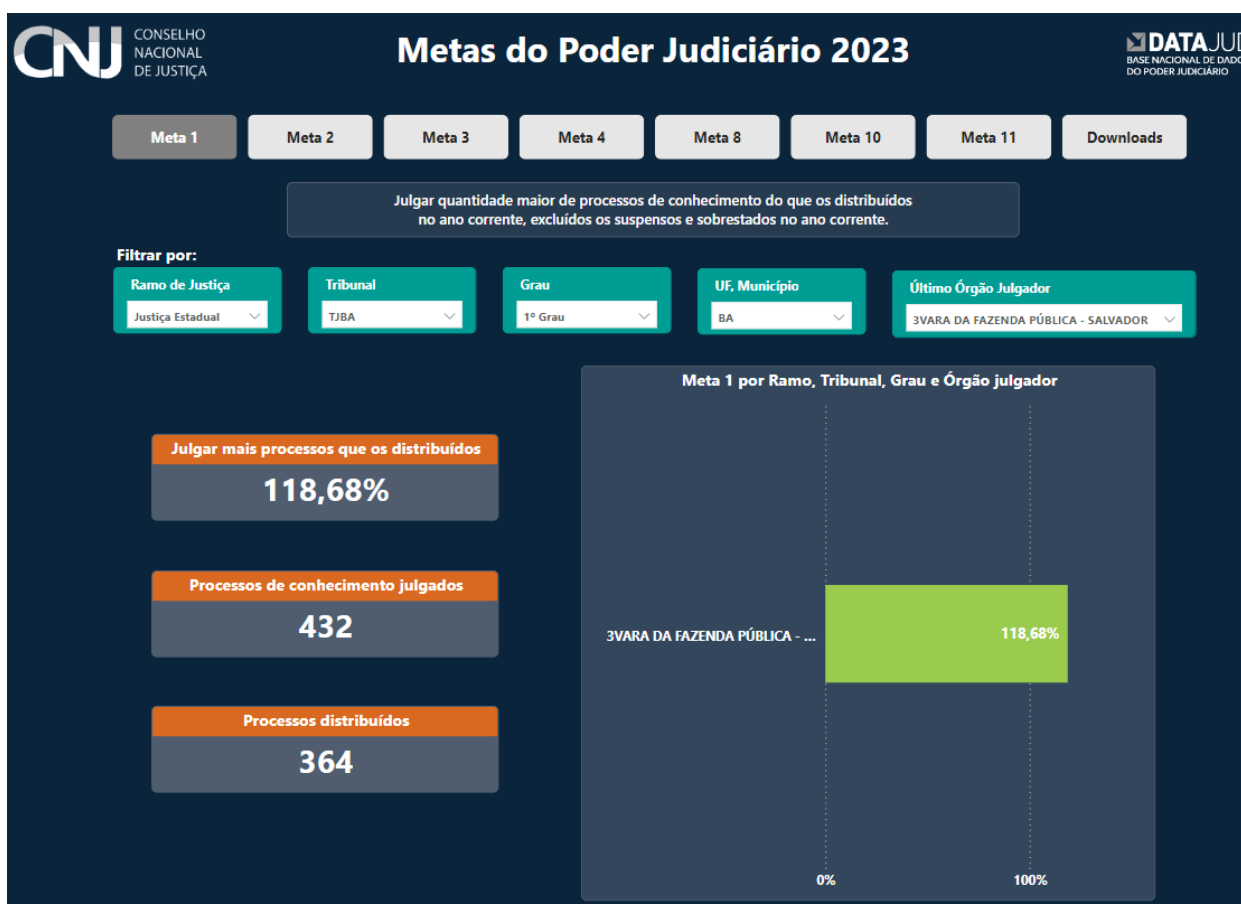 CNJ
CONSELHO
NACIONAL
DE JUSTIÇA
Metas do Poder Judiciário 2023
DATAJUD
BASE NACIONAL DE DADO
DO PODER JUDICIÁRIO
Meta 1
Meta 2
Meta 3
Meta 4
Meta 8
Meta 10
Meta 11
Downloads
Julgar quantidade maior de processos de conhecimento do que os distribuídos
no ano corrente, excluídos os suspensos e sobrestados no ano corrente.
Filtrar por:
Ramo de Justiça
Justiça Estadual
Tribunal
TJBA
Grau
1º Grau
UF, Município
BA
Último Órgão Julgador
3VARA DA FAZENDA PÚBLICA - SALVADOR
Julgar mais processos que os distribuídos
118,68%
Processos de conhecimento julgados
432
Processos distribuídos
364
Meta 1 por Ramo, Tribunal, Grau e Órgão julgador
3VARA DA FAZENDA PÚBLICA - ...
118,68%
0%
100%